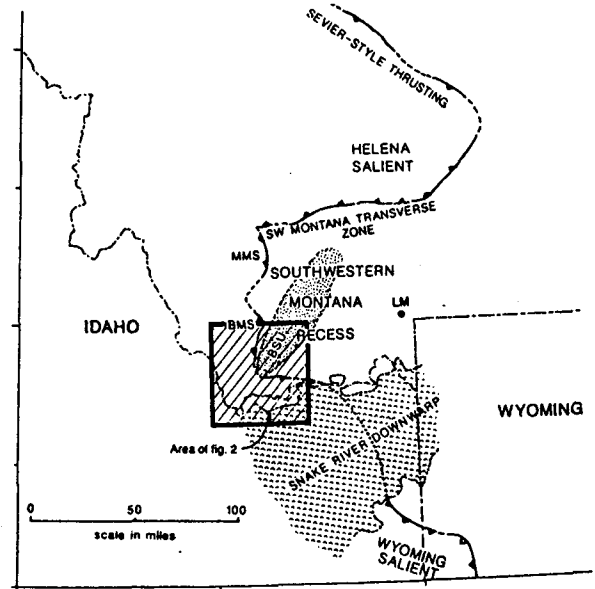 SEVIER-STYLE THRUSTING
HELENA
SALIENT
SW MONTANA TRANSVERSE
ZONE
MMS
SOUTHWESTERN
MONTANA
RECESS
LM
IDAHO
BMS
BSU
WYOMING
Area of fig. 2
SNAKE RIVER DOWNWARP
0 50 100
scale in miles
WYOMING
SALIENT